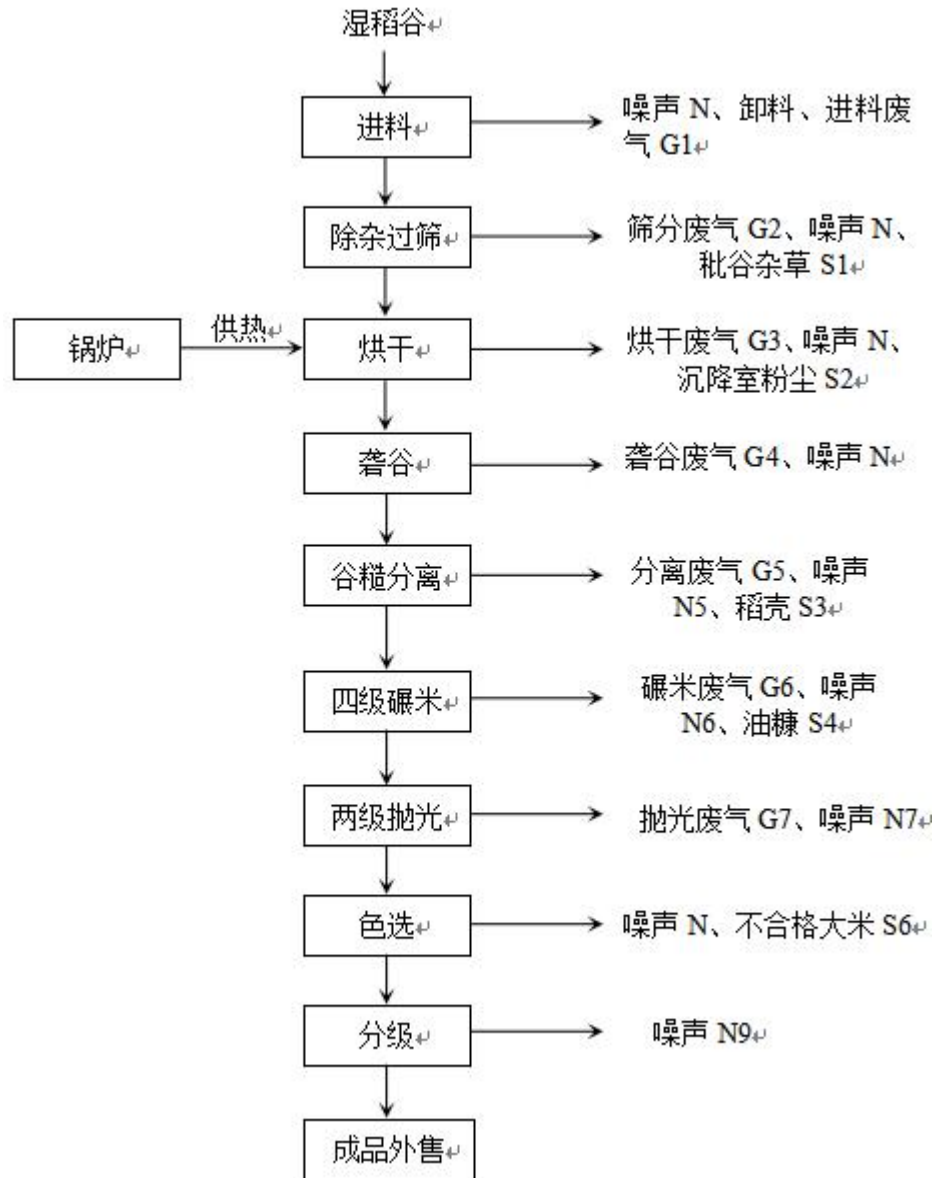 湿稻谷
进料
噪声 N、卸料、进料废
气 G1
除杂过筛
筛分废气 G2、噪声 N、
秕谷杂草 S1
锅炉
供热
烘干
烘干废气 G3、噪声 N、
沉降室粉尘 S2
砻谷
砻谷废气 G4、噪声 N
谷糙分离
分离废气 G5、噪声
N5、稻壳 S3
四级碾米
碾米废气 G6、噪声
N6、油糠 S4
两级抛光
抛光废气 G7、噪声 N7
色选
噪声 N、不合格大米 S6
分级
噪声 N9
成品外售